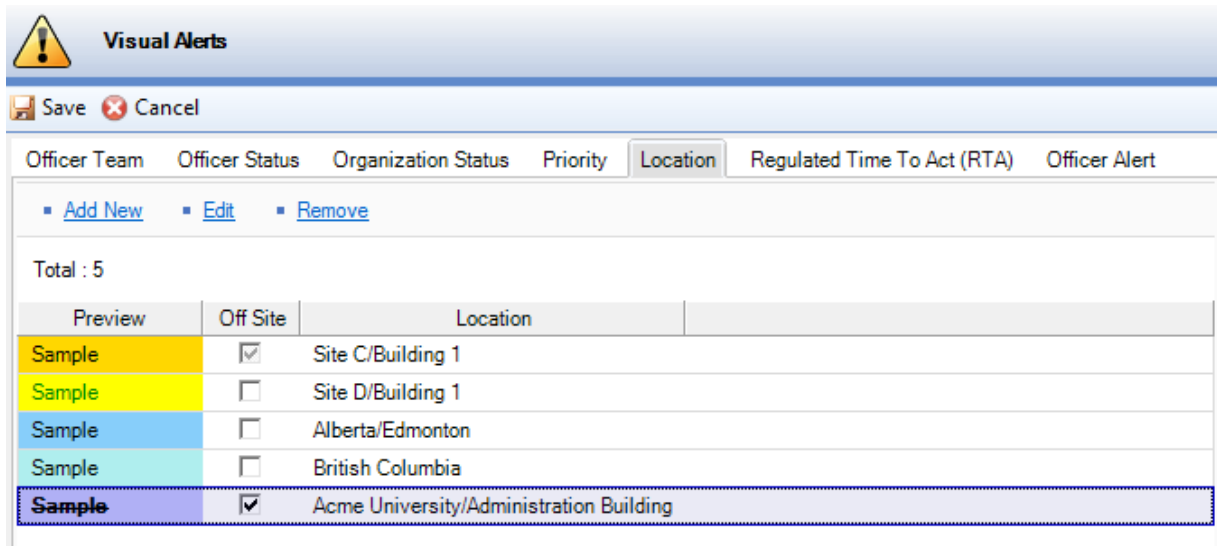 Visual Alerts
Save Cancel
Officer Team Officer Status Organization Status Priority Location Regulated Time To Act (RTA) Officer Alert
Add New Edit Remove
Total : 5
Preview Off Site Location
Sample Site C/Building 1
Sample Site D/Building 1
Sample Alberta/Edmonton
Sample British Columbia
Sample Acme University/Administration Building